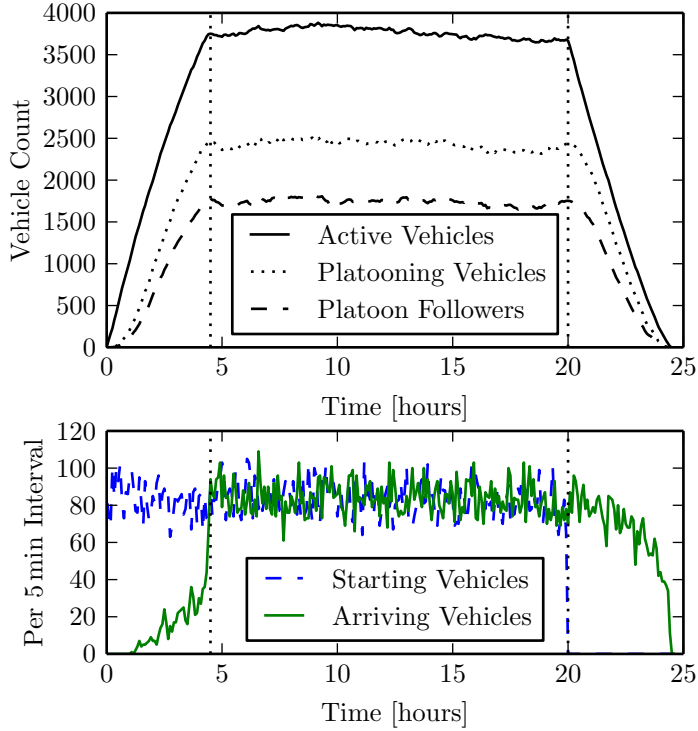 4000
3500
3000
2500
2000
1500
1000
500
0
Vehicle Count
Active Vehicles
Platooning Vehicles
Platoon Followers
0 5 10 15 20 25
Time [hours]
120
100
80
60
40
20
0
Per 5 min Interval
Starting Vehicles
Arriving Vehicles
0 5 10 15 20 25
Time [hours]